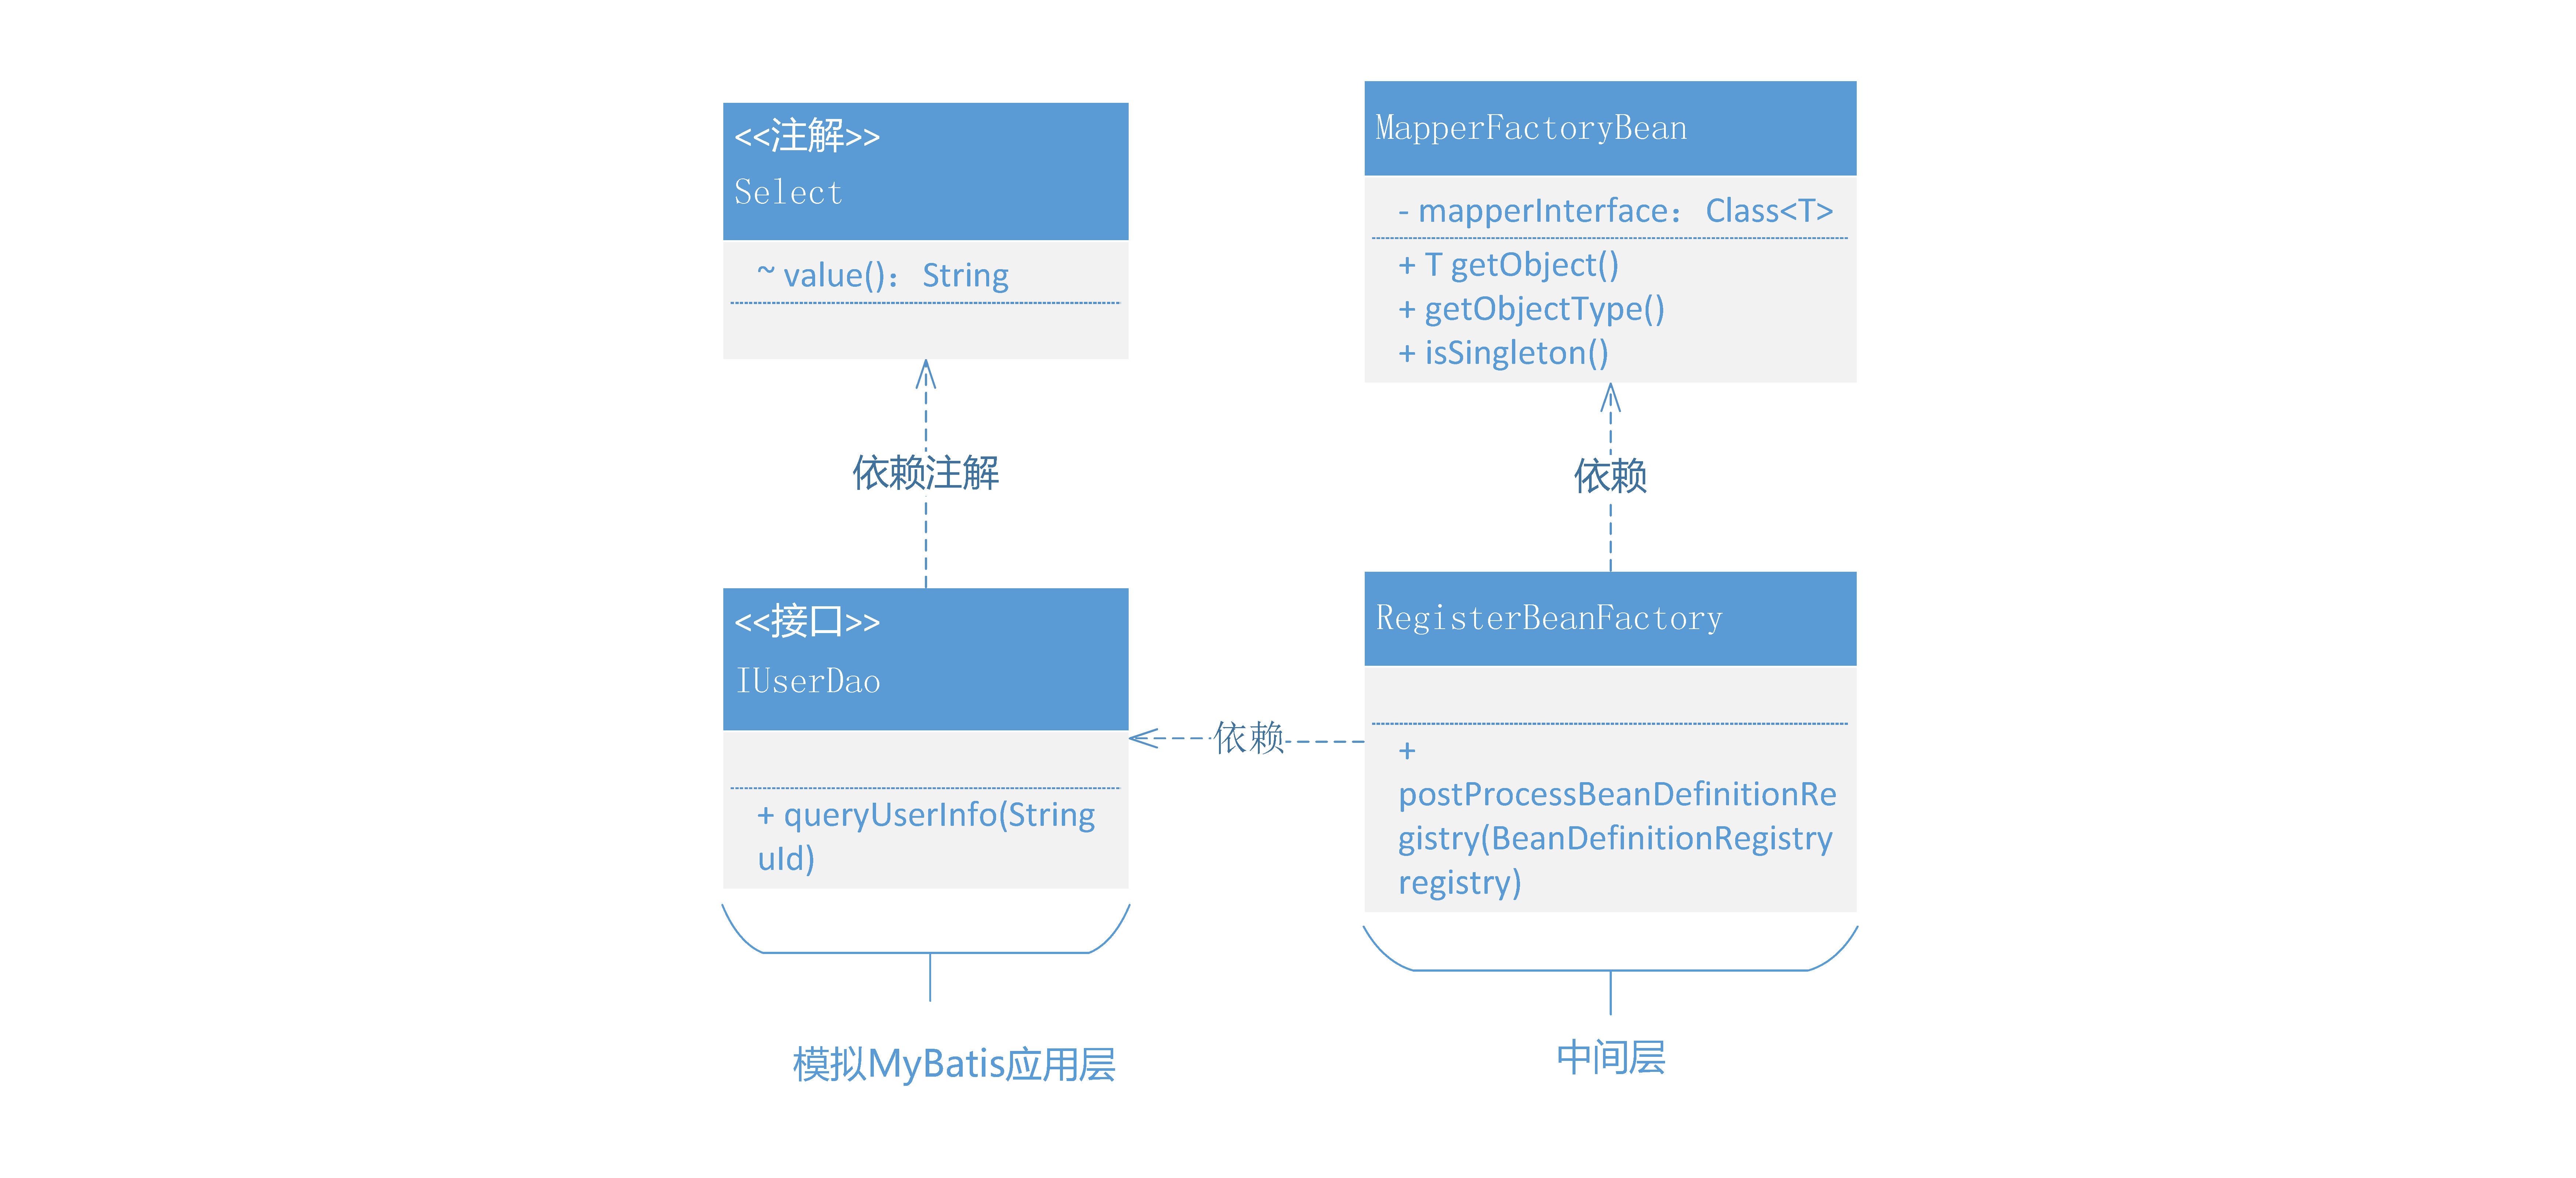 <<注解>>
Select
~ value()： String
依赖注解
<<接口>>
IUserDao
+ queryUserInfo(String
uId)
模拟MyBatis应用层
依赖
MapperFactoryBean
- mapperInterface： Class<T>
+ T getObject()
+ getObjectType()
+ isSingleton()
依赖
RegisterBeanFactory
+
postProcessBeanDefinitionRe
gistry(BeanDefinitionRegistry
registry)
中间层